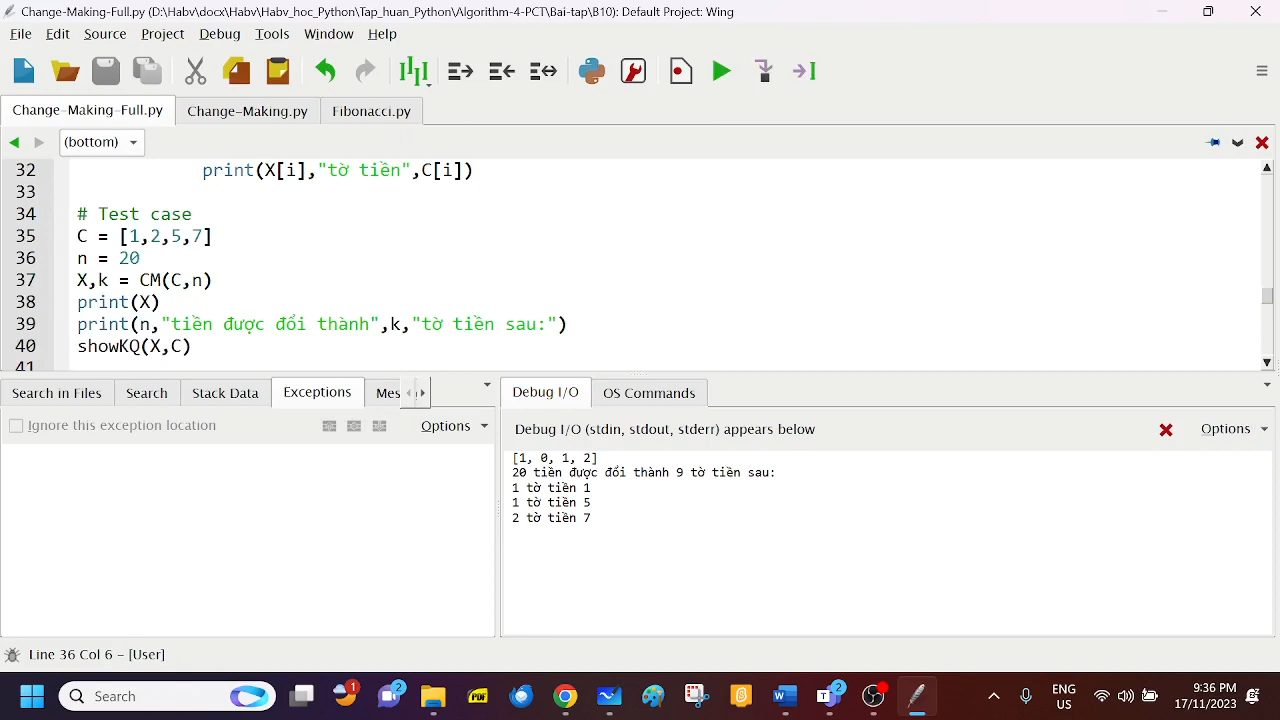 Change-Making-Full.py (D:\Habv\docx\Habv\Habv_hoc_Python\Tap_huan_Python\Algorithm-4-PCT\Bai-tap\B10): Default Project: Wing
File Edit Source Project Debug Tools Window Help
Change-Making-Full.py Change-Making.py Fibonacci.py
(bottom)
32 print(X[i],"tờ tiền",C[i])
33
34 # Test case
35 C = [1,2,5,7]
36 n = 20
37 X,k = CM(C,n)
38 print(X)
39 print(n,"tiền được đổi thành",k,"tờ tiền sau:")
40 showKQ(X,C)
41
Search in Files Search Stack Data Exceptions Mes
Debug I/O OS Commands
Ignore this exception location Options
Debug I/O (stdin, stdout, stderr) appears below Options
[1, 0, 1, 2]
20 tiền được đổi thành 9 tờ tiền sau:
1 tờ tiền 1
1 tờ tiền 5
2 tờ tiền 7
Line 36 Col 6 – [User]
Search
1
2
PDF
2
ENG
US
9:36 PM
17/11/2023